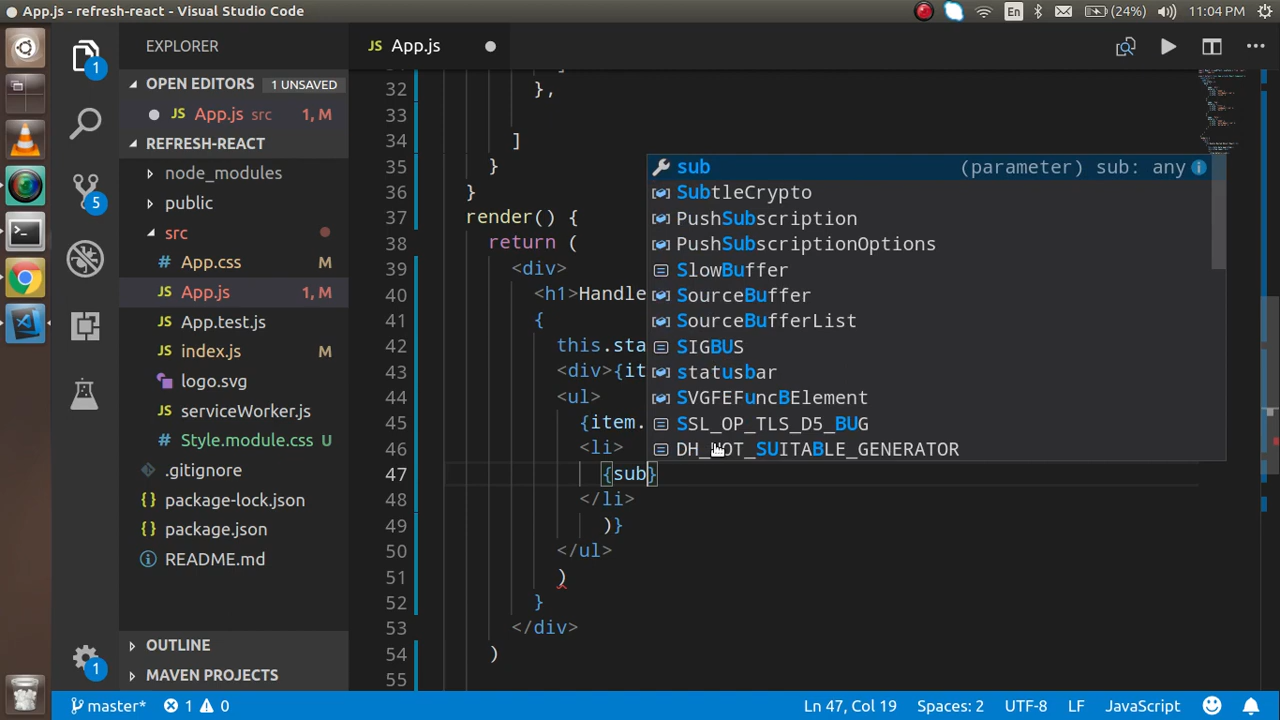 App.js - refresh-react - Visual Studio Code
En
(24%)
11:04 PM
EXPLORER
OPEN EDITORS
1 UNSAVED
App.js src
1, M
REFRESH-REACT
node_modules
public
src
App.css
M
App.js
1, M
App.test.js
index.js
M
logo.svg
serviceWorker.js
Style.module.css
U
.gitignore
package-lock.json
package.json
README.md
OUTLINE
MAVEN PROJECTS
1
5
1
App.js
32 },
33
34 ]
35 }
36 }
37 render() {
38 return (
39 <div>
40 <h1>Handle
41 {
42 this.sta
43 <div>{it
44 <ul>
45 {item.
46 <li>
47 {sub}
48 </li>
49 )}
50 </ul>
51 )
52 }
53 </div>
54 )
55
sub
(parameter) sub: any
SubtleCrypto
PushSubscription
PushSubscriptionOptions
SlowBuffer
SourceBuffer
SourceBufferList
SIGBUS
statusbar
SVGFEFuncBElement
SSL_OP_TLS_D5_BUG
DH_NOT_SUITABLE_GENERATOR
master*
1
0
Ln 47, Col 19
Spaces: 2
UTF-8
LF
JavaScript